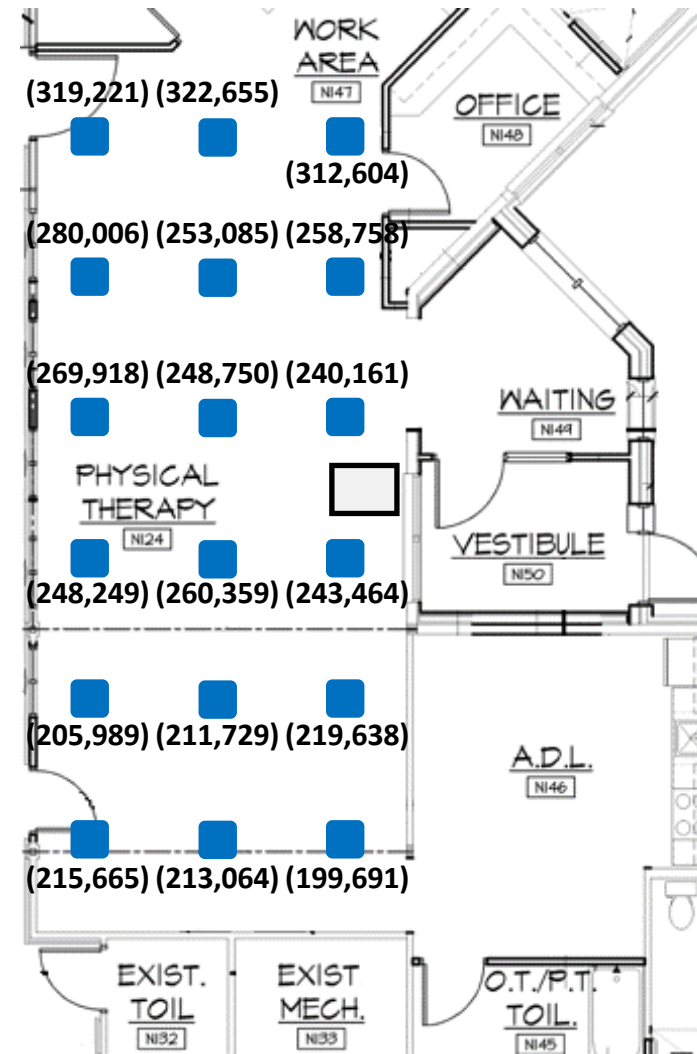 WORK
AREA
N147
OFFICE
N148
(319,221) (322,655)
(312,604)
(280,006) (253,085) (258,758)
(269,918) (248,750) (240,161)
WAITING
N149
PHYSICAL
THERAPY
N124
VESTIBULE
N150
(248,249) (260,359) (243,464)
(205,989) (211,729) (219,638)
A.D.L.
N146
(215,665) (213,064) (199,691)
EXIST.
TOIL
N132
EXIST
MECH.
N133
O.T./P.T.
TOIL.
N145